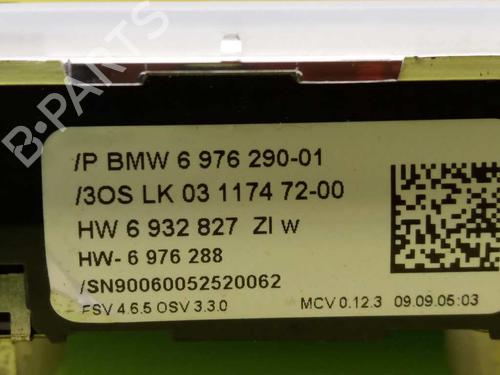 /P BMW 6 976 290-01
/3OS LK 03 1174 72-00
HW 6 932 827 ZI w
HW- 6 976 288
/SN90060052520062
FSV 4.6.5 OSV 3.3.0 MCV 0.12.3 09.09.05:03
B-PARTS